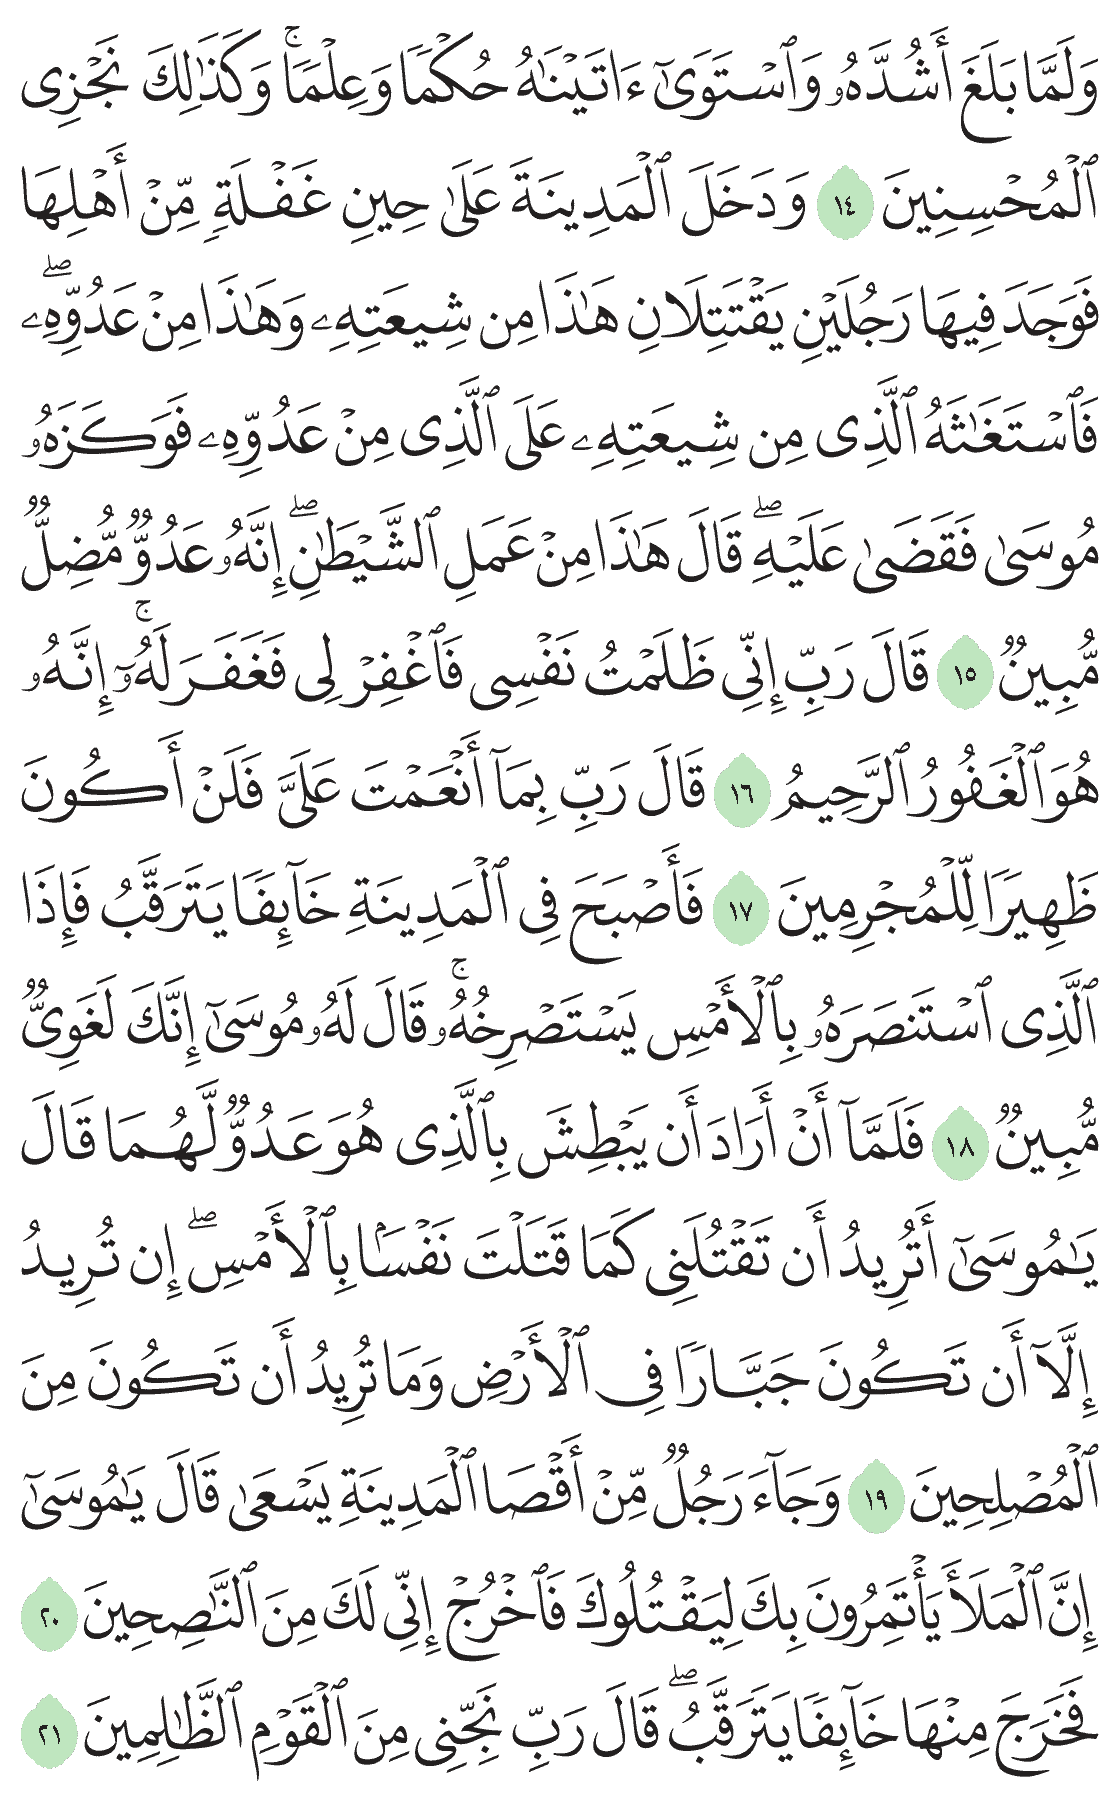 وَلَمَّا بَلَغَ أَشُدَّهُۥ وَٱسۡتَوَىٰٓ ءَاتَيۡنَٰهُ حُكۡمٗا وَعِلۡمٗاۚ وَكَذَٰلِكَ نَجۡزِي
ٱلۡمُحۡسِنِينَ ١٤ وَدَخَلَ ٱلۡمَدِينَةَ عَلَىٰ حِينِ غَفۡلَةٖ مِّنۡ أَهۡلِهَا
فَوَجَدَ فِيهَا رَجُلَيۡنِ يَقۡتَتِلَانِ هَٰذَا مِن شِيعَتِهِۦ وَهَٰذَا مِنۡ عَدُوِّهِۦۖ
فَٱسۡتَغَٰثَهُ ٱلَّذِي مِن شِيعَتِهِۦ عَلَى ٱلَّذِي مِنۡ عَدُوِّهِۦ فَوَكَزَهُۥ
مُوسَىٰ فَقَضَىٰ عَلَيۡهِۖ قَالَ هَٰذَا مِنۡ عَمَلِ ٱلشَّيۡطَٰنِۖ إِنَّهُۥ عَدُوّٞ مُّضِلّٞ
مُّبِينٞ ١٥ قَالَ رَبِّ إِنِّي ظَلَمۡتُ نَفۡسِي فَٱغۡفِرۡ لِي فَغَفَرَ لَهُۥٓۚ إِنَّهُۥ
هُوَ ٱلۡغَفُورُ ٱلرَّحِيمُ ١٦ قَالَ رَبِّ بِمَآ أَنۡعَمۡتَ عَلَيَّ فَلَنۡ أَكُونَ
ظَهِيرٗا لِّلۡمُجۡرِمِينَ ١٧ فَأَصۡبَحَ فِي ٱلۡمَدِينَةِ خَآئِفٗا يَتَرَقَّبُ فَإِذَا
ٱلَّذِي ٱسۡتَنصَرَهُۥ بِٱلۡأَمۡسِ يَسۡتَصۡرِخُهُۥۚ قَالَ لَهُۥ مُوسَىٰٓ إِنَّكَ لَغَوِيّٞ
مُّبِينٞ ١٨ فَلَمَّآ أَنۡ أَرَادَ أَن يَبۡطِشَ بِٱلَّذِي هُوَ عَدُوّٞ لَّهُمَا قَالَ
يَٰمُوسَىٰٓ أَتُرِيدُ أَن تَقۡتُلَنِي كَمَا قَتَلۡتَ نَفۡسَۢا بِٱلۡأَمۡسِۖ إِن تُرِيدُ
إِلَّآ أَن تَكُونَ جَبَّارٗا فِي ٱلۡأَرۡضِ وَمَا تُرِيدُ أَن تَكُونَ مِنَ
ٱلۡمُصۡلِحِينَ ١٩ وَجَآءَ رَجُلٞ مِّنۡ أَقۡصَا ٱلۡمَدِينَةِ يَسۡعَىٰ قَالَ يَٰمُوسَىٰٓ
إِنَّ ٱلۡمَلَأَ يَأۡتَمِرُونَ بِكَ لِيَقۡتُلُوكَ فَٱخۡرُجۡ إِنِّي لَكَ مِنَ ٱلنَّٰصِحِينَ ٢٠
فَخَرَجَ مِنۡهَا خَآئِفٗا يَتَرَقَّبُۖ قَالَ رَبِّ نَجِّنِي مِنَ ٱلۡقَوۡمِ ٱلظَّٰلِمِينَ ٢١